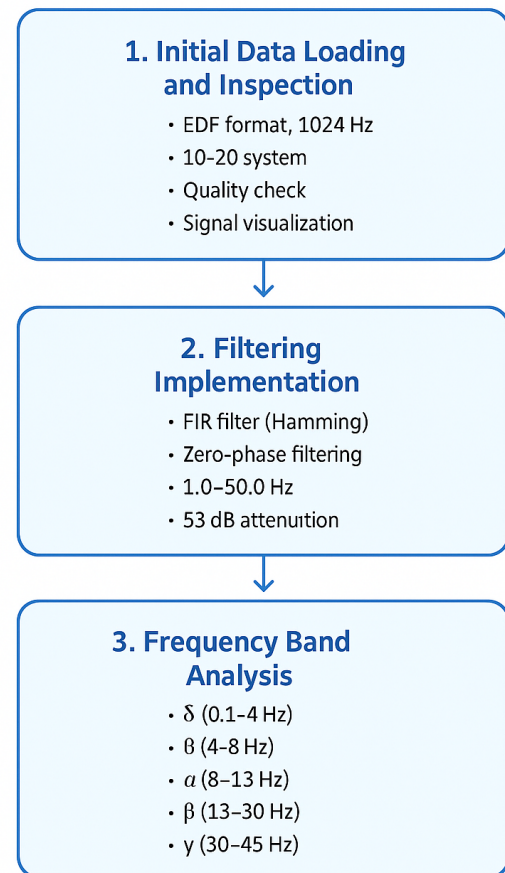 1. Initial Data Loading
and Inspection
• EDF format, 1024 Hz
• 10-20 system
• Quality check
• Signal visualization
2. Filtering
Implementation
• FIR filter (Hamming)
• Zero-phase filtering
• 1.0–50.0 Hz
• 53 dB attenuıtion
3. Frequency Band
Analysis
• δ (0.1–4 Hz)
• θ (4–8 Hz)
• α (8–13 Hz)
• β (13–30 Hz)
• y (30–45 Hz)